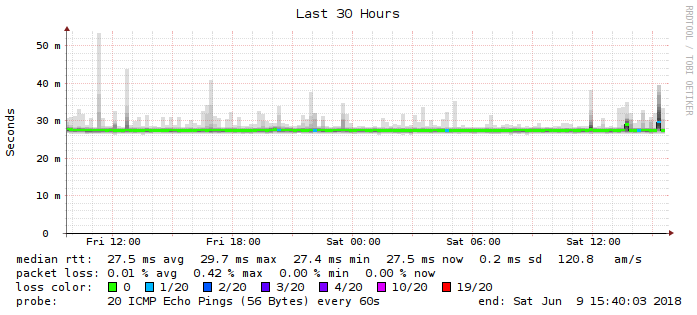 Last 30 Hours
RRDTOOL / TOBI OETIKER
Seconds
50 m
40 m
30 m
20 m
10 m
0
Fri 12:00 Fri 18:00 Sat 00:00 Sat 06:00 Sat 12:00
median rtt: 27.5 ms avg 29.7 ms max 27.4 ms min 27.5 ms now 0.2 ms sd 120.8 am/s
packet loss: 0.01 % avg 0.42 % max 0.00 % min 0.00 % now
loss color: 0 1/20 2/20 3/20 4/20 10/20 19/20
probe: 20 ICMP Echo Pings (56 Bytes) every 60s end: Sat Jun 9 15:40:03 2018